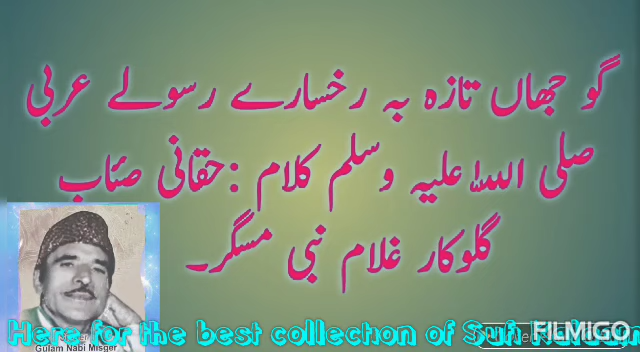 گو جھاں تازہ بہ رخسارے رسولے عربی
صلی اللہ علیہ وسلم کلام :حقانی صئاب
گلوکار غلام نبی مسگر۔
Gulam Nabi Misger
Here for the best collection of Sufi
FILMIGO